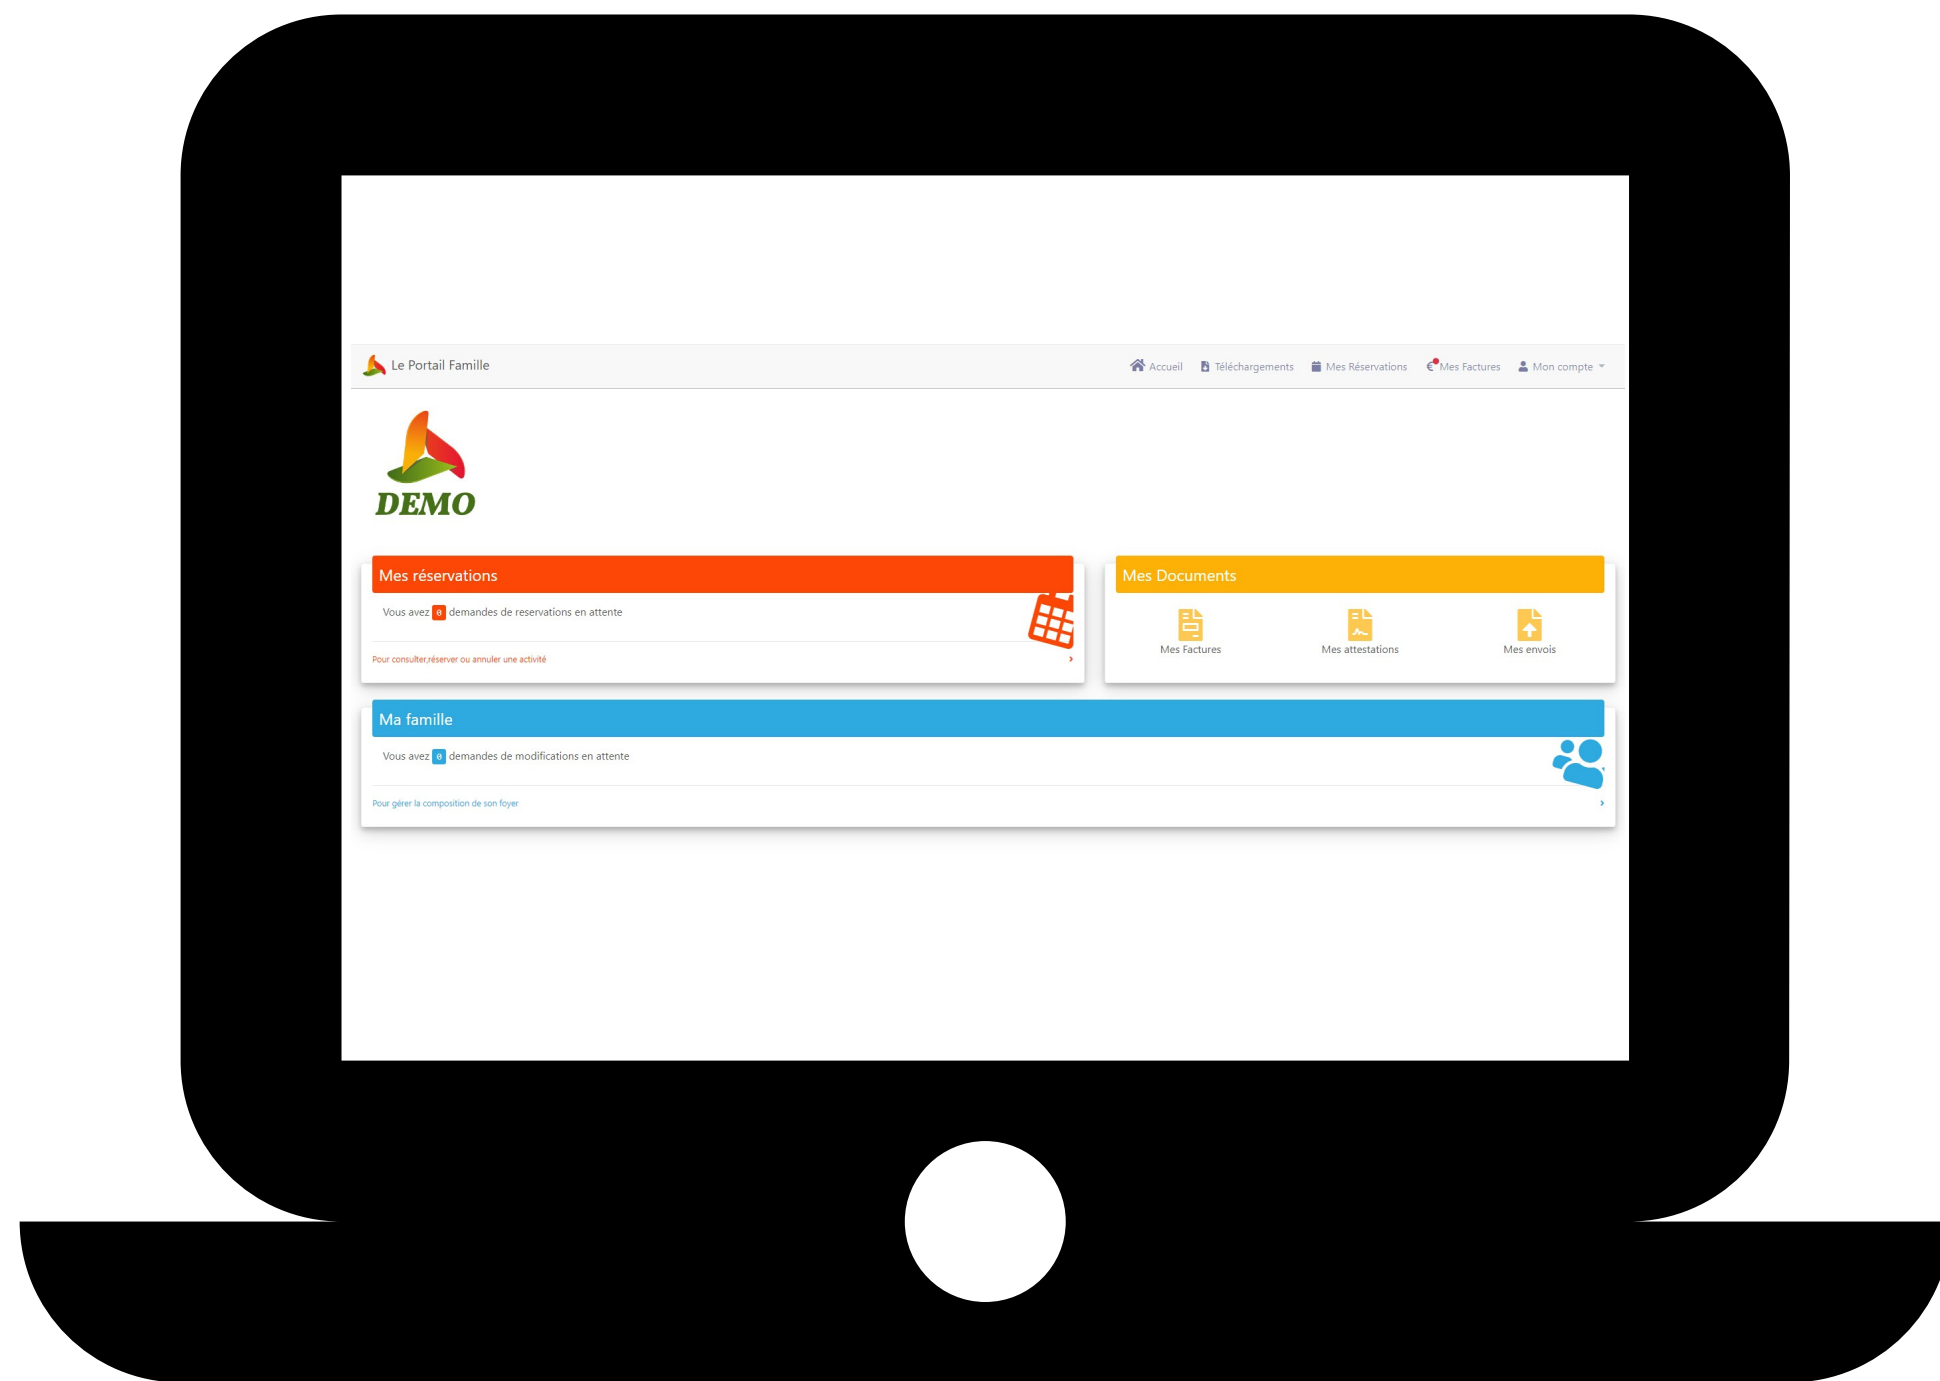 Le Portail Famille
Accueil Téléchargements Mes Réservations Mes Factures Mon compte
DEMO
Mes réservations
Vous avez 0 demandes de reservations en attente
Pour consulter,réserver ou annuler une activité
Mes Documents
Mes Factures Mes attestations Mes envois
Ma famille
Vous avez 0 demandes de modifications en attente
Pour gérer la composition de son foyer